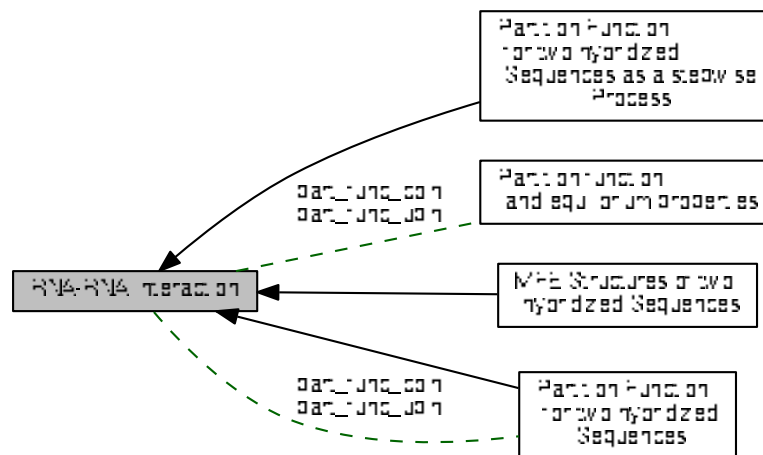 Partition Function
for two hybridized
Sequences as a stepwise
Process
Partition function
and equilibrium properties
part_func_co.h
part_func_up.h
RNA-RNA interaction
MFE Structures of two
hybridized Sequences
part_func_co.h
part_func_up.h
Partition Function
for two hybridized
Sequences